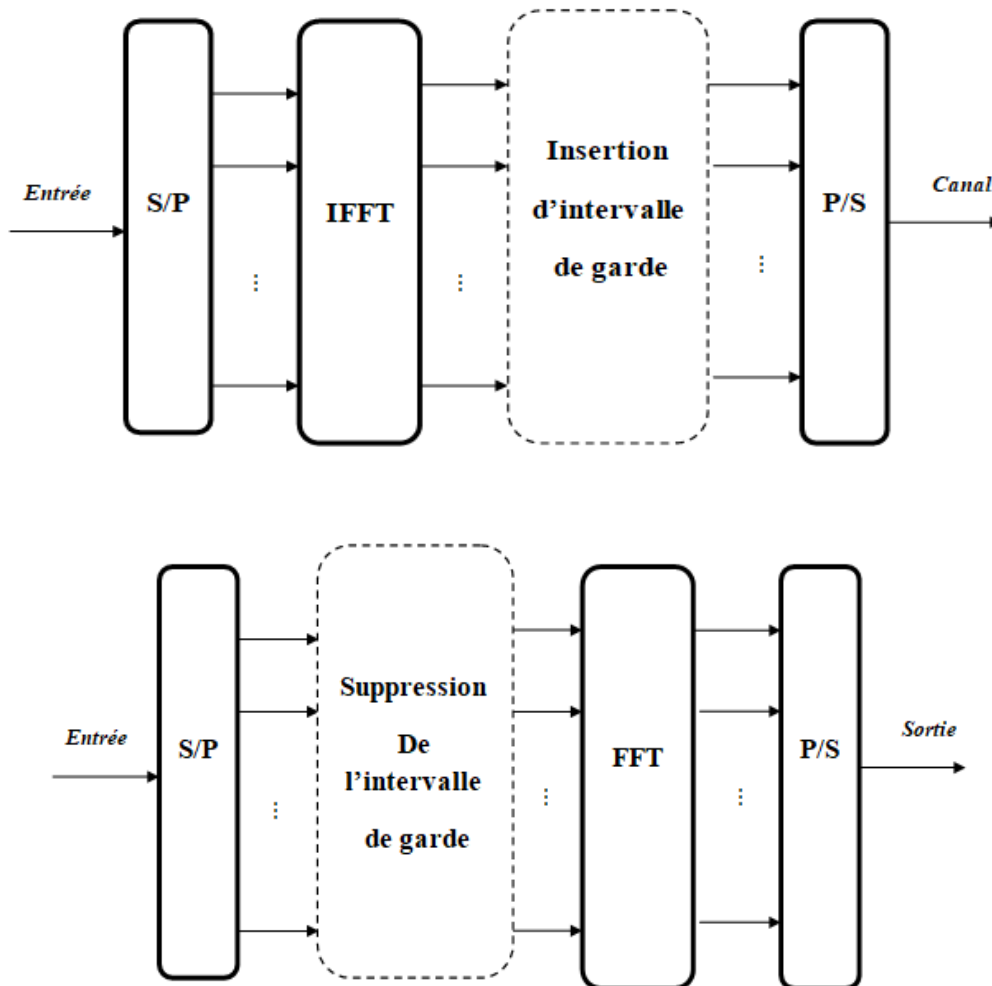 Entrée
S/P
IFFT
Insertion
d’intervalle
de garde
P/S
Canal
Entrée
S/P
Suppression
De
l’intervalle
de garde
FFT
P/S
Sortie